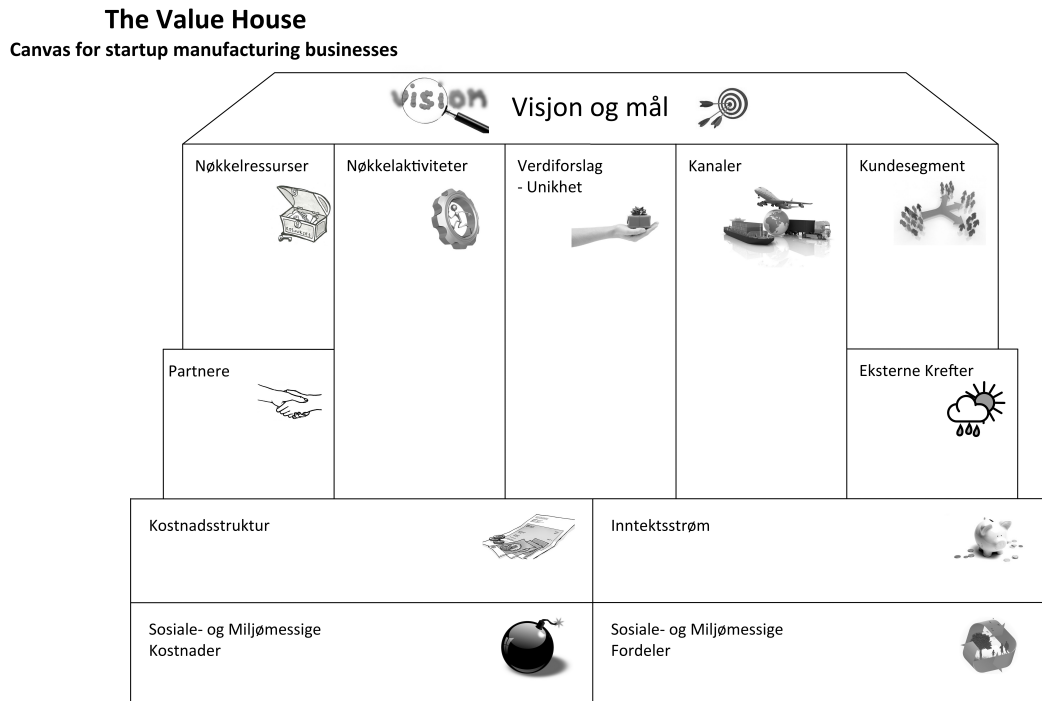 The Value House
Canvas for startup manufacturing businesses
vision
Visjon og mål
Nøkkelressurser
Nøkkelaktiviteter
Verdiforslag
- Unikhet
Kanaler
Kundesegment
Partnere
Eksterne Krefter
Kostnadsstruktur
Inntektsstrøm
Sosiale- og Miljømessige
Kostnader
Sosiale- og Miljømessige
Fordeler